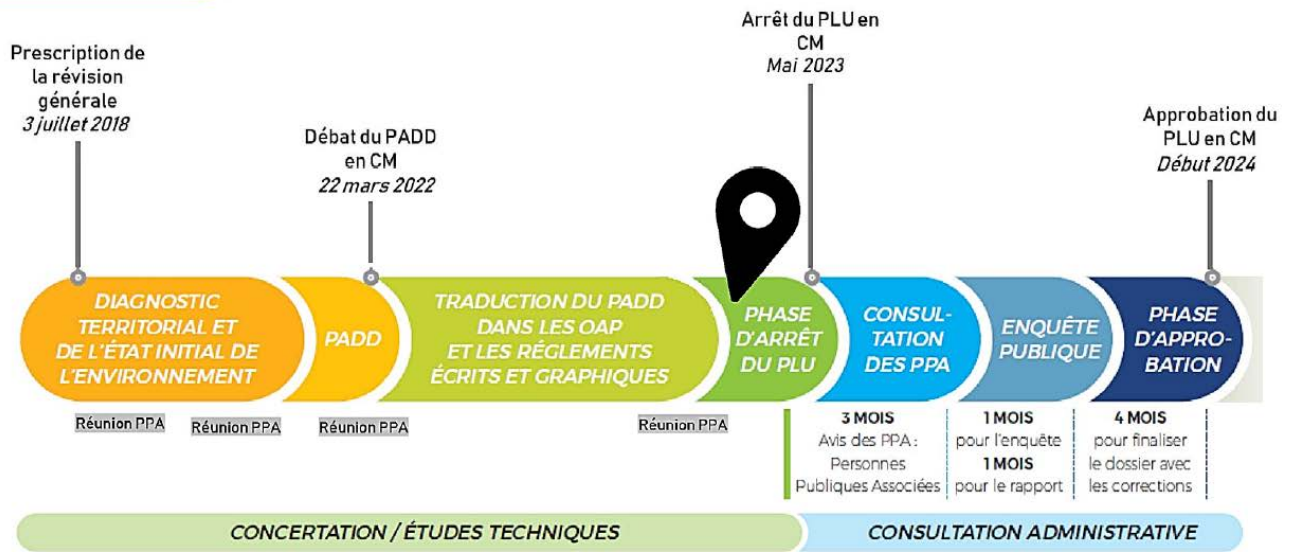 Prescription de
la révision
générale
3 juillet 2018
Débat du PADD
en CM
22 mars 2022
Arrêt du PLU en
CM
Mai 2023
Approbation du
PLU en CM
Début 2024
DIAGNOSTIC
TERRITORIAL ET
DE L'ÉTAT INITIAL DE
L'ENVIRONNEMENT
PADD
TRADUCTION DU PADD
DANS LES OAP
ET LES RÉGLEMENTS
ÉCRITS ET GRAPHIQUES
PHASE
D'ARRÊT
DU PLU
CONSUL-
TATION
DES PPA
ENQUÊTE
PUBLIQUE
PHASE
D'APPRO-
BATION
Réunion PPA
Réunion PPA
Réunion PPA
Réunion PPA
3 MOIS
Avis des PPA :
Personnes
Publiques Associées
1 MOIS
pour l'enquête
1 MOIS
pour le rapport
4 MOIS
pour finaliser
le dossier avec
les corrections
CONCERTATION / ÉTUDES TECHNIQUES
CONSULTATION ADMINISTRATIVE